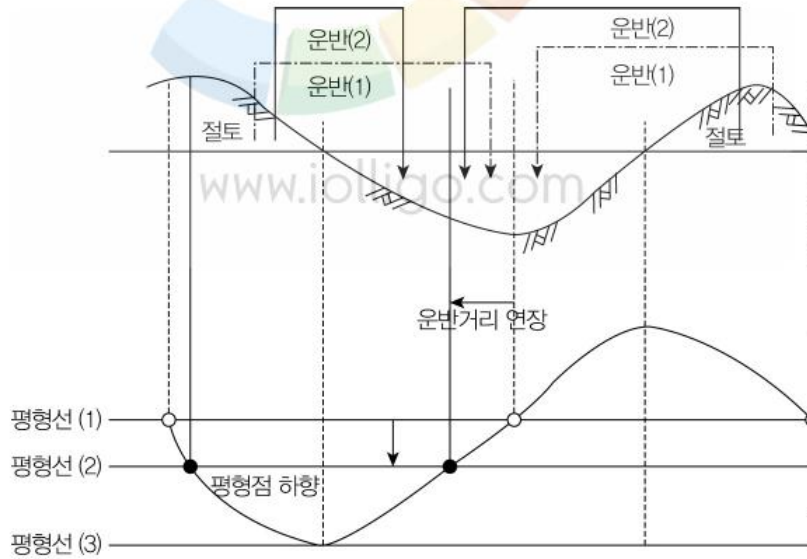 운반(2)
운반(2)
운반(1)
운반(1)
절토
절토
www.iolligo.com
운반거리 연장
평형선 (1)
평형선 (2)
평형점 하향
평형선 (3)